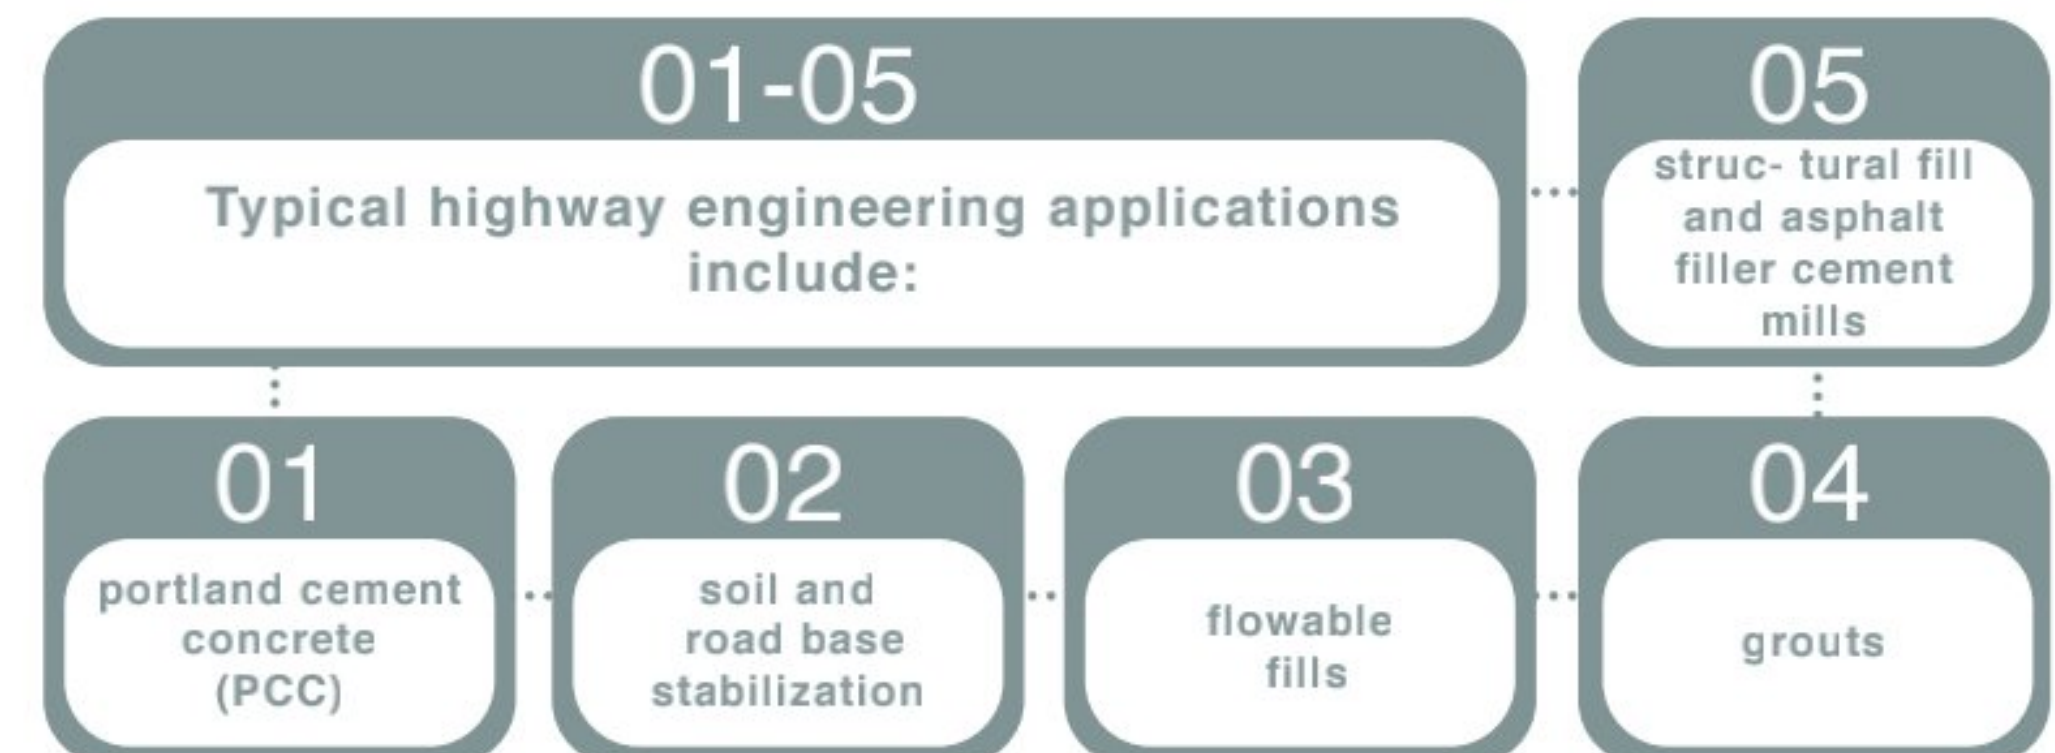 01-05
Typical highway engineering applications
include:
05
struc- tural fill
and asphalt
filler cement
mills
01
portland cement
concrete
(PCC)
02
soil and
road base
stabilization
03
flowable
fills
04
grouts